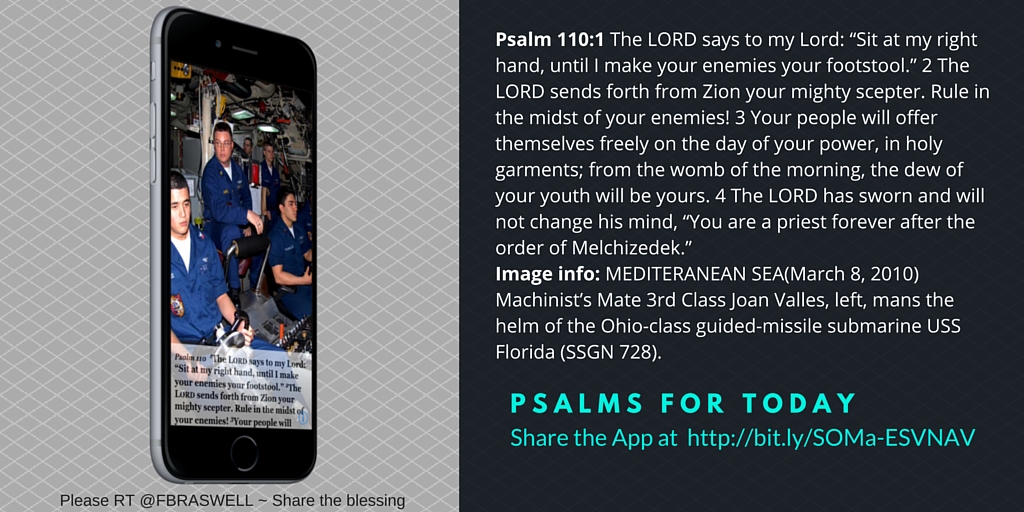 Psalm 110 ¹The LORD says to my Lord:
“Sit at my right hand, until I make
your enemies your footstool.” ²The
LORD sends forth from Zion your
mighty scepter. Rule in the midst of
your enemies! ³Your people will
Please RT @FBRASWELL ~ Share the blessing
Psalm 110:1 The LORD says to my Lord: “Sit at my right
hand, until I make your enemies your footstool.” 2 The
LORD sends forth from Zion your mighty scepter. Rule in
the midst of your enemies! 3 Your people will offer
themselves freely on the day of your power, in holy
garments; from the womb of the morning, the dew of
your youth will be yours. 4 The LORD has sworn and will
not change his mind, “You are a priest forever after the
order of Melchizedek.”
Image info: MEDITERANEAN SEA(March 8, 2010)
Machinist’s Mate 3rd Class Joan Valles, left, mans the
helm of the Ohio-class guided-missile submarine USS
Florida (SSGN 728).
PSALMS FOR TODAY
Share the App at http://bit.ly/SOMa-ESVNAV